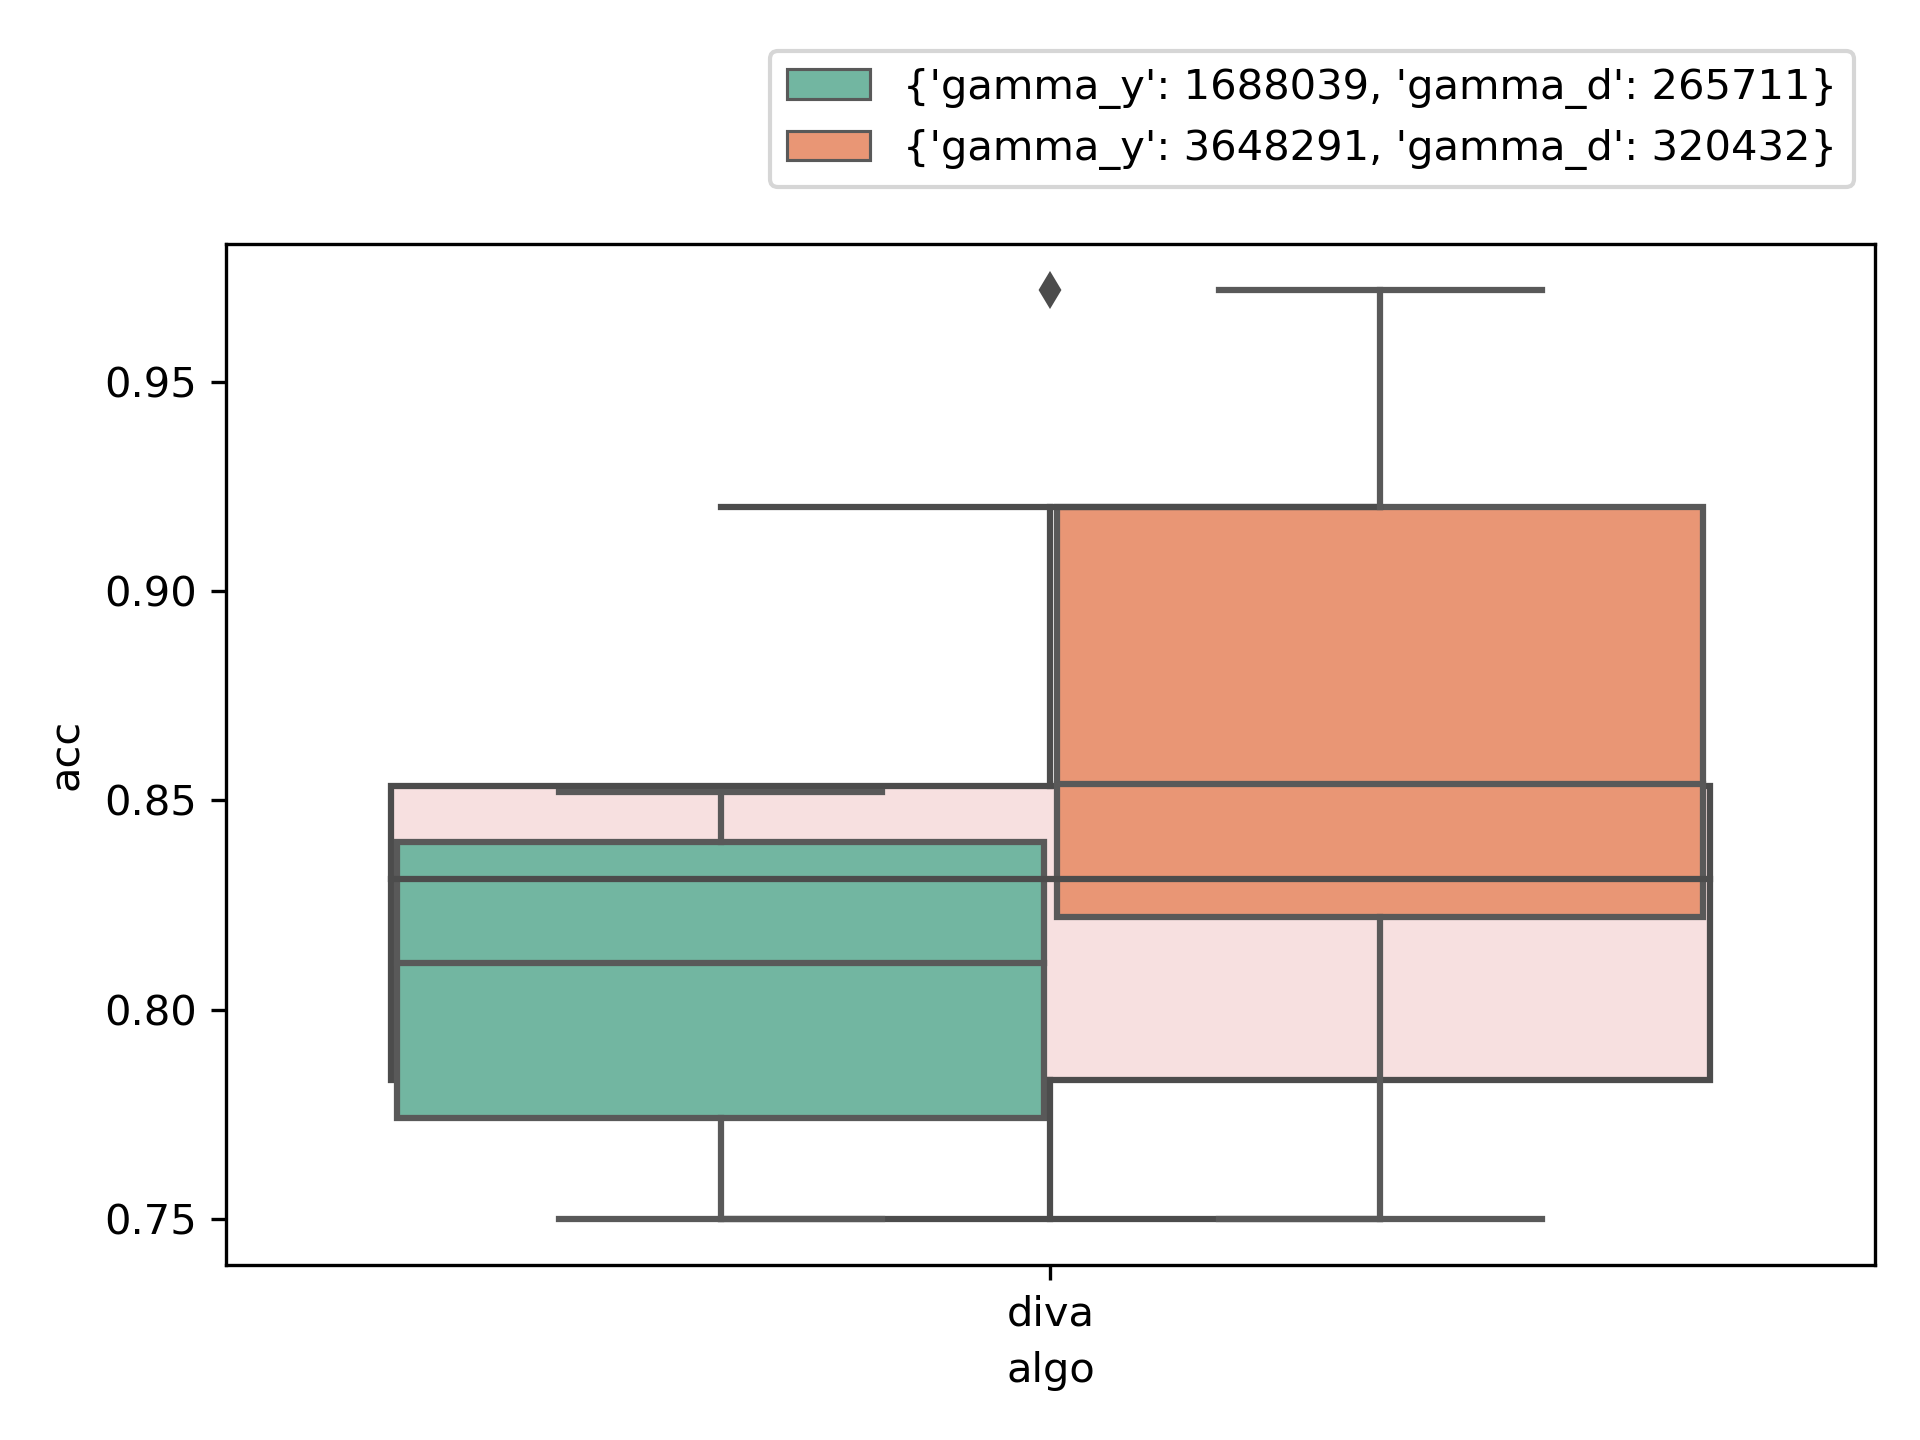 {'gamma_y': 1688039, 'gamma_d': 265711}
{'gamma_y': 3648291, 'gamma_d': 320432}
0.95
0.90
0.85
0.80
0.75
acc
diva
algo